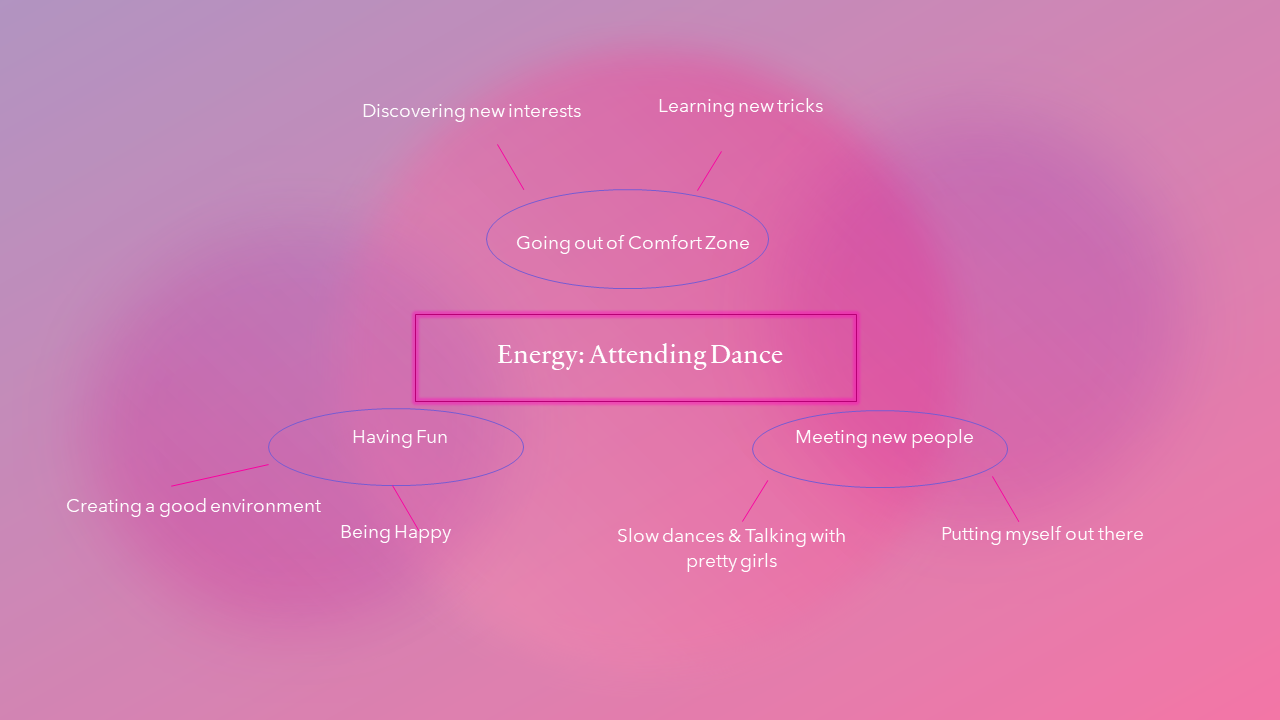 Discovering new interests
Learning new tricks
Going out of Comfort Zone
Energy: Attending Dance
Having Fun
Meeting new people
Creating a good environment
Being Happy
Slow dances & Talking with
pretty girls
Putting myself out there